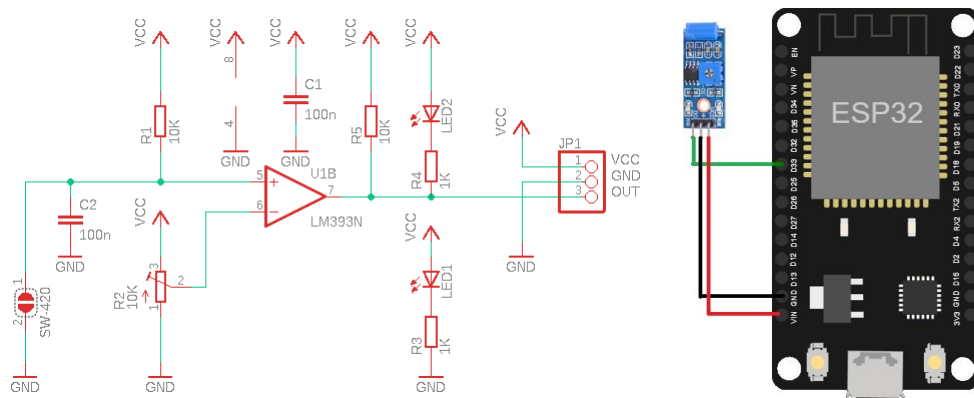 VCC
VCC
VCC
VCC
VCC
8
4
GND
C1
100n
GND
R1
10K
R5
10K
LED2
R4
1K
VCC
JP1
1
VCC
2
GND
3
OUT
GND
U1B
5
+
6
-
7
LM393N
C2
100n
GND
VCC
3
2
1
R2
10K
GND
1
2
SW-420
GND
VCC
LED1
R3
1K
GND
ESP32
EN
VP
VN
D34
D35
D32
D33
D25
D26
D27
D14
D12
D13
GND
VIN
D23
D22
TX0
RX0
D21
D19
D18
D5
TX2
RX2
D4
D2
D15
GND
3V3